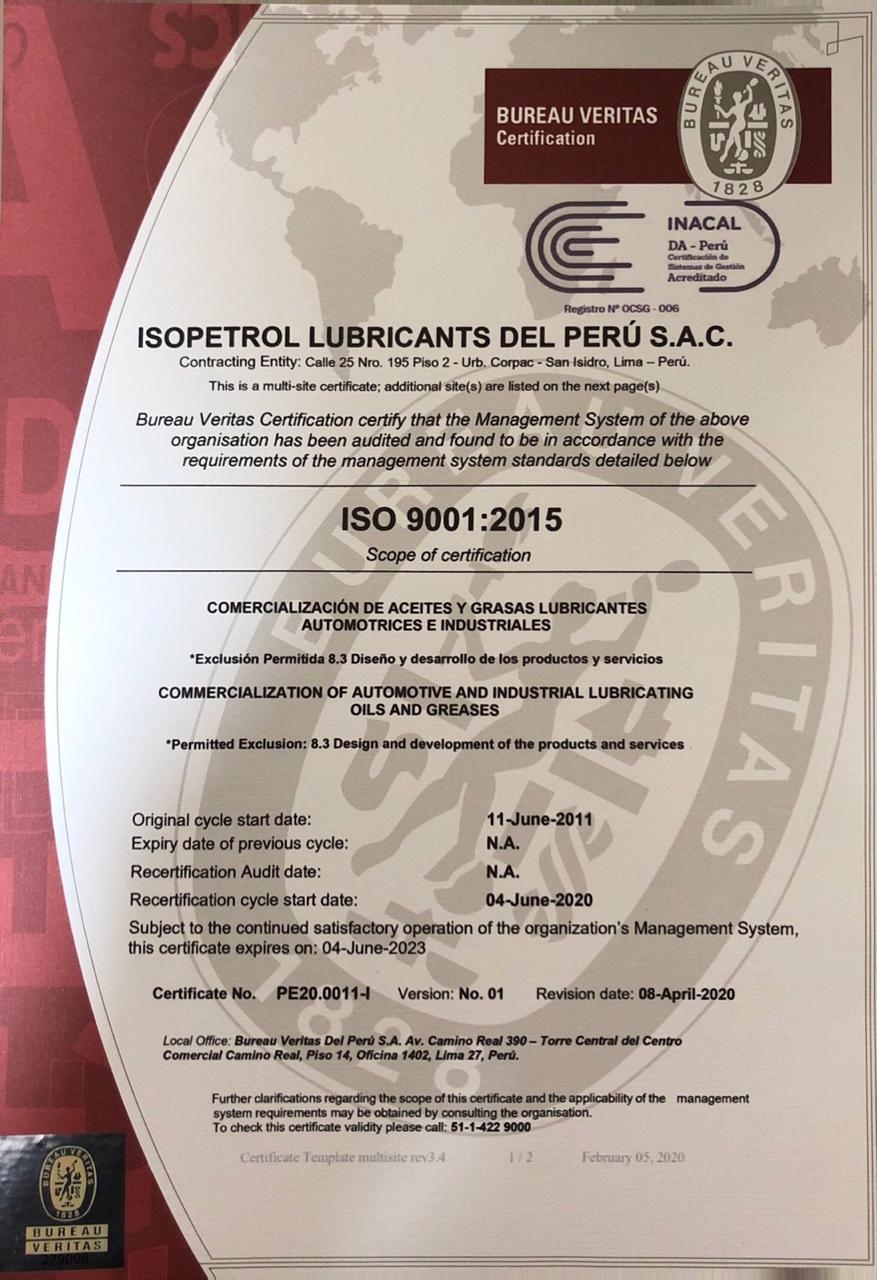 BUREAU VERITAS
Certification
BUREAU VERITAS
1828
INACAL
DA - Perú
Certificación de
Sistemas de Gestión
Acreditado
Registro Nº OCSG - 006
ISOPETROL LUBRICANTS DEL PERÚ S.A.C.
Contracting Entity: Calle 25 Nro. 195 Piso 2 - Urb. Corpac - San Isidro, Lima – Perú.
This is a multi-site certificate; additional site(s) are listed on the next page(s)
Bureau Veritas Certification certify that the Management System of the above
organisation has been audited and found to be in accordance with the
requirements of the management system standards detailed below
ISO 9001:2015
Scope of certification
COMERCIALIZACIÓN DE ACEITES Y GRASAS LUBRICANTES
AUTOMOTRICES E INDUSTRIALES
*Exclusión Permitida 8.3 Diseño y desarrollo de los productos y servicios
COMMERCIALIZATION OF AUTOMOTIVE AND INDUSTRIAL LUBRICATING
OILS AND GREASES
*Permitted Exclusion: 8.3 Design and development of the products and services
Original cycle start date: 11-June-2011
Expiry date of previous cycle: N.A.
Recertification Audit date: N.A.
Recertification cycle start date: 04-June-2020
Subject to the continued satisfactory operation of the organization's Management System,
this certificate expires on: 04-June-2023
Certificate No. PE20.0011-I Version: No. 01 Revision date: 08-April-2020
Local Office: Bureau Veritas Del Perú S.A. Av. Camino Real 390 – Torre Central del Centro
Comercial Camino Real, Piso 14, Oficina 1402, Lima 27, Perú.
Further clarifications regarding the scope of this certificate and the applicability of the management
system requirements may be obtained by consulting the organisation.
To check this certificate validity please call: 51-1-422 9000
Certificate Template multisite rev3.4 1 / 2 February 05, 2020
BUREAU VERITAS
1828
BUREAU
VERITAS